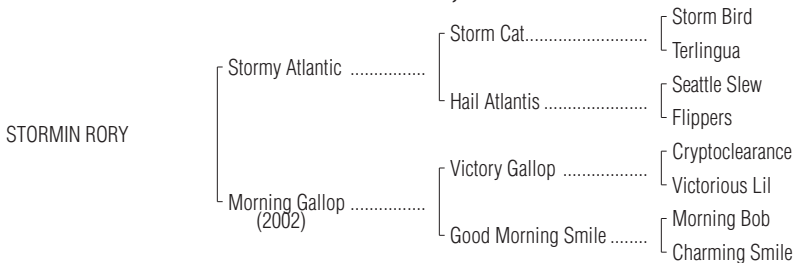 Storm Bird
Storm Cat........................
Terlingua
Stormy Atlantic ................
Seattle Slew
Hail Atlantis ......................
Flippers
STORMIN RORY
Cryptoclearance
Victory Gallop ..................
Victorious Lil
Morning Gallop ................
(2002)
Morning Bob
Good Morning Smile ........
Charming Smile